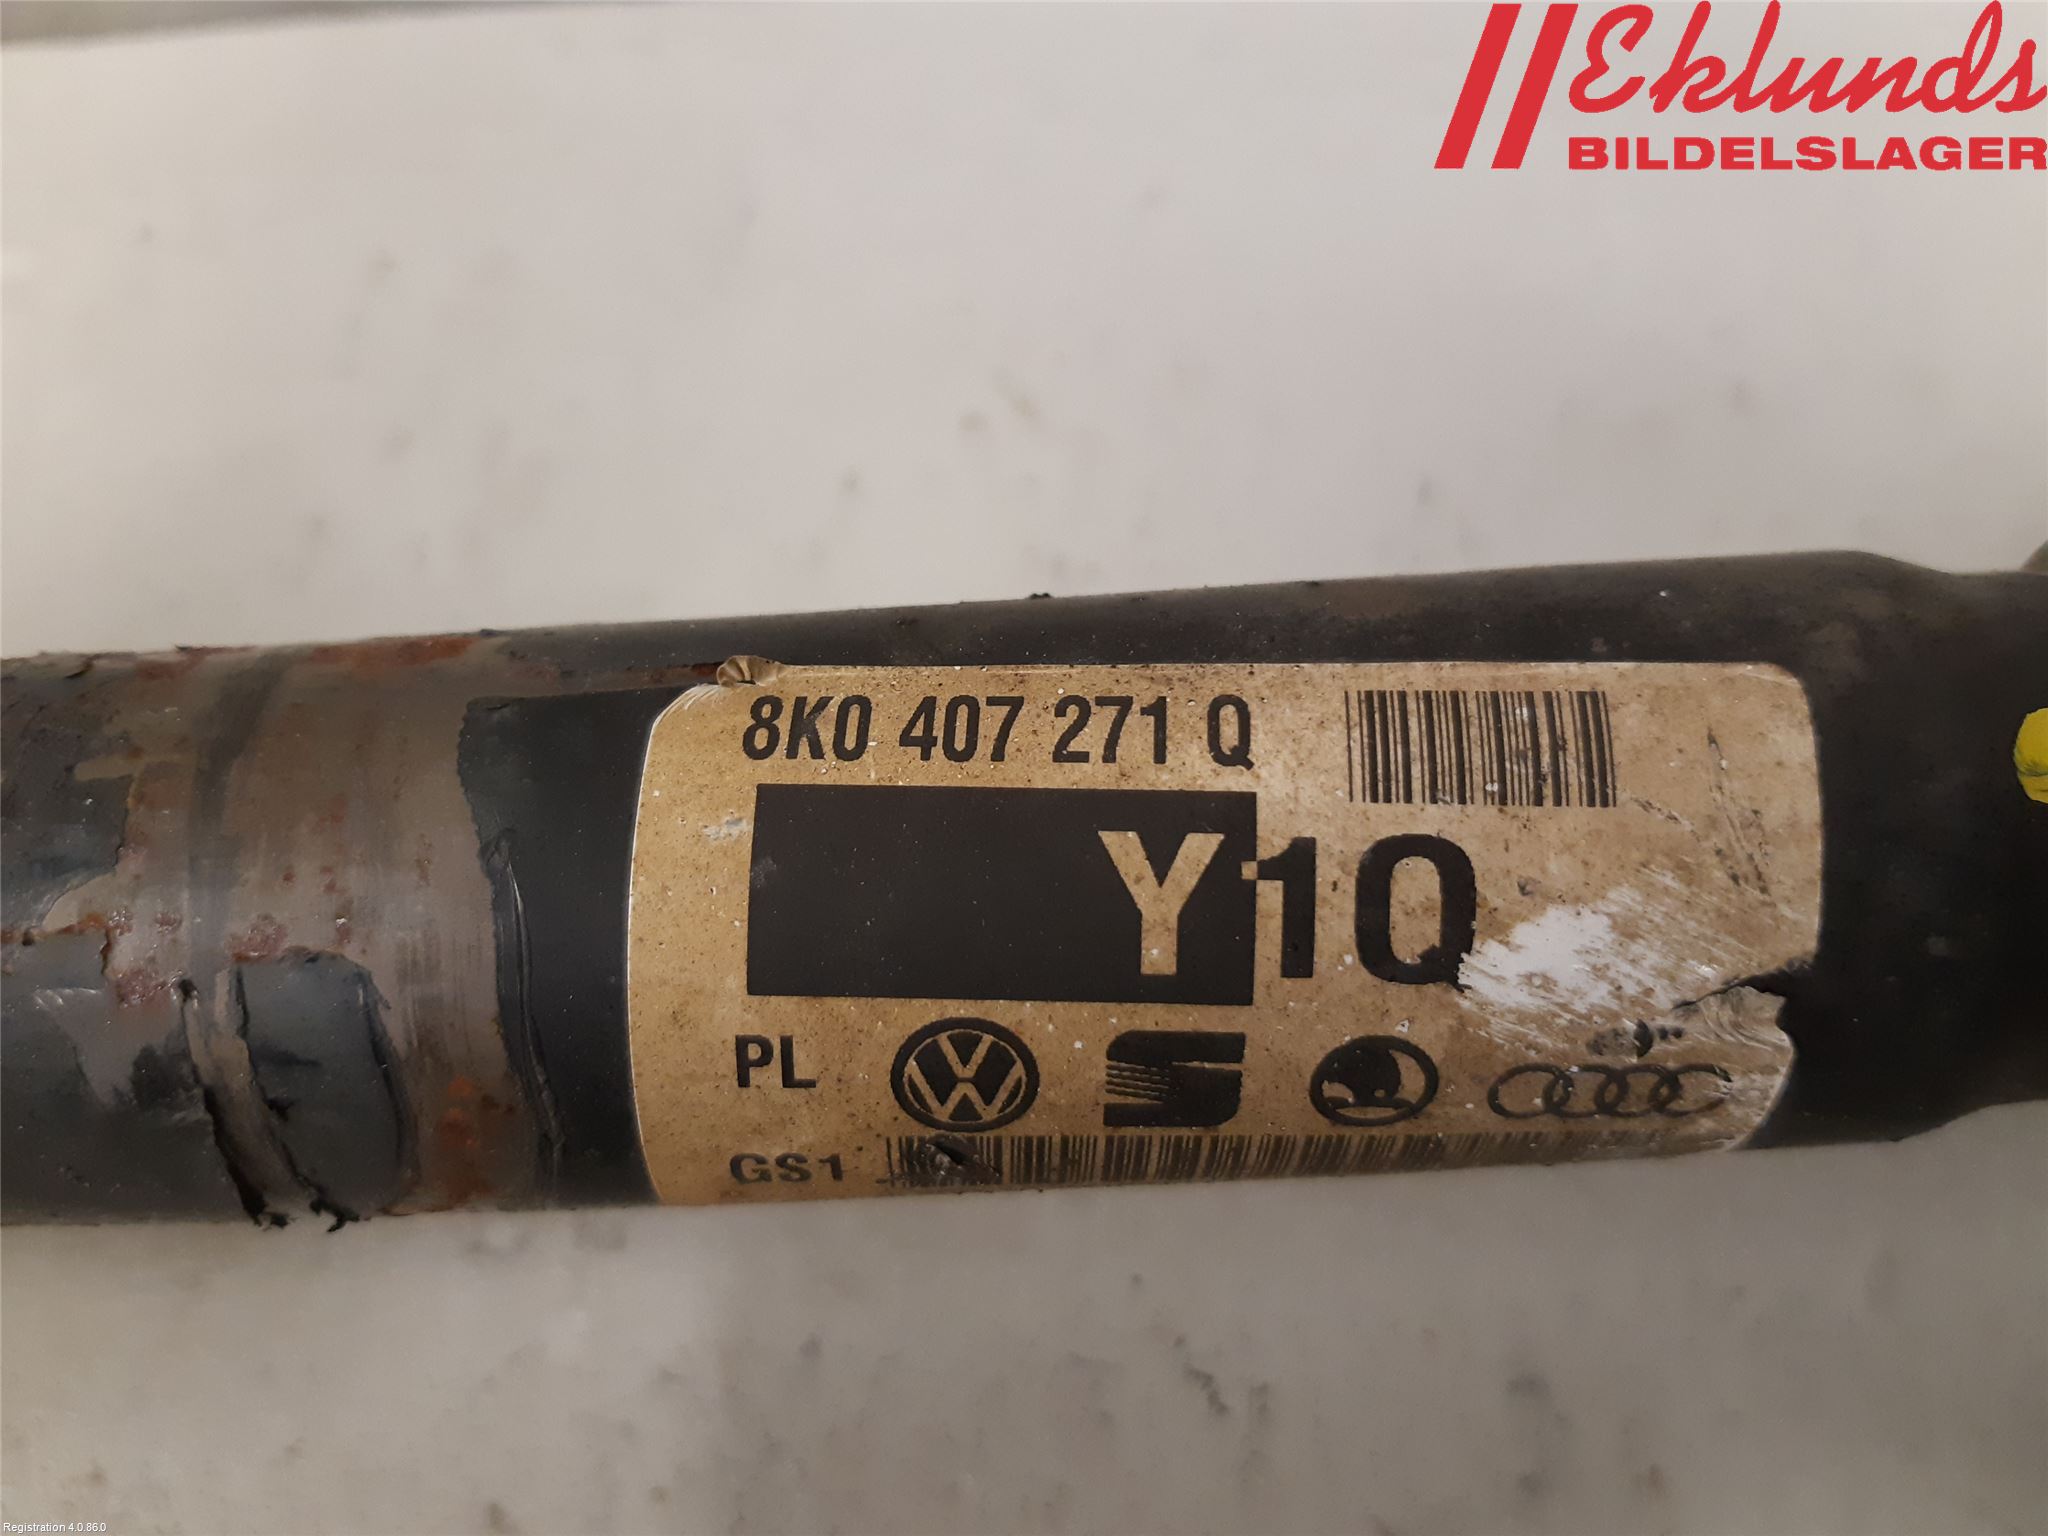 Eklunds
BILDELSLAGER
8K0 407 271 Q
Y1Q
PL
GS1
Registration 4.0.86.0